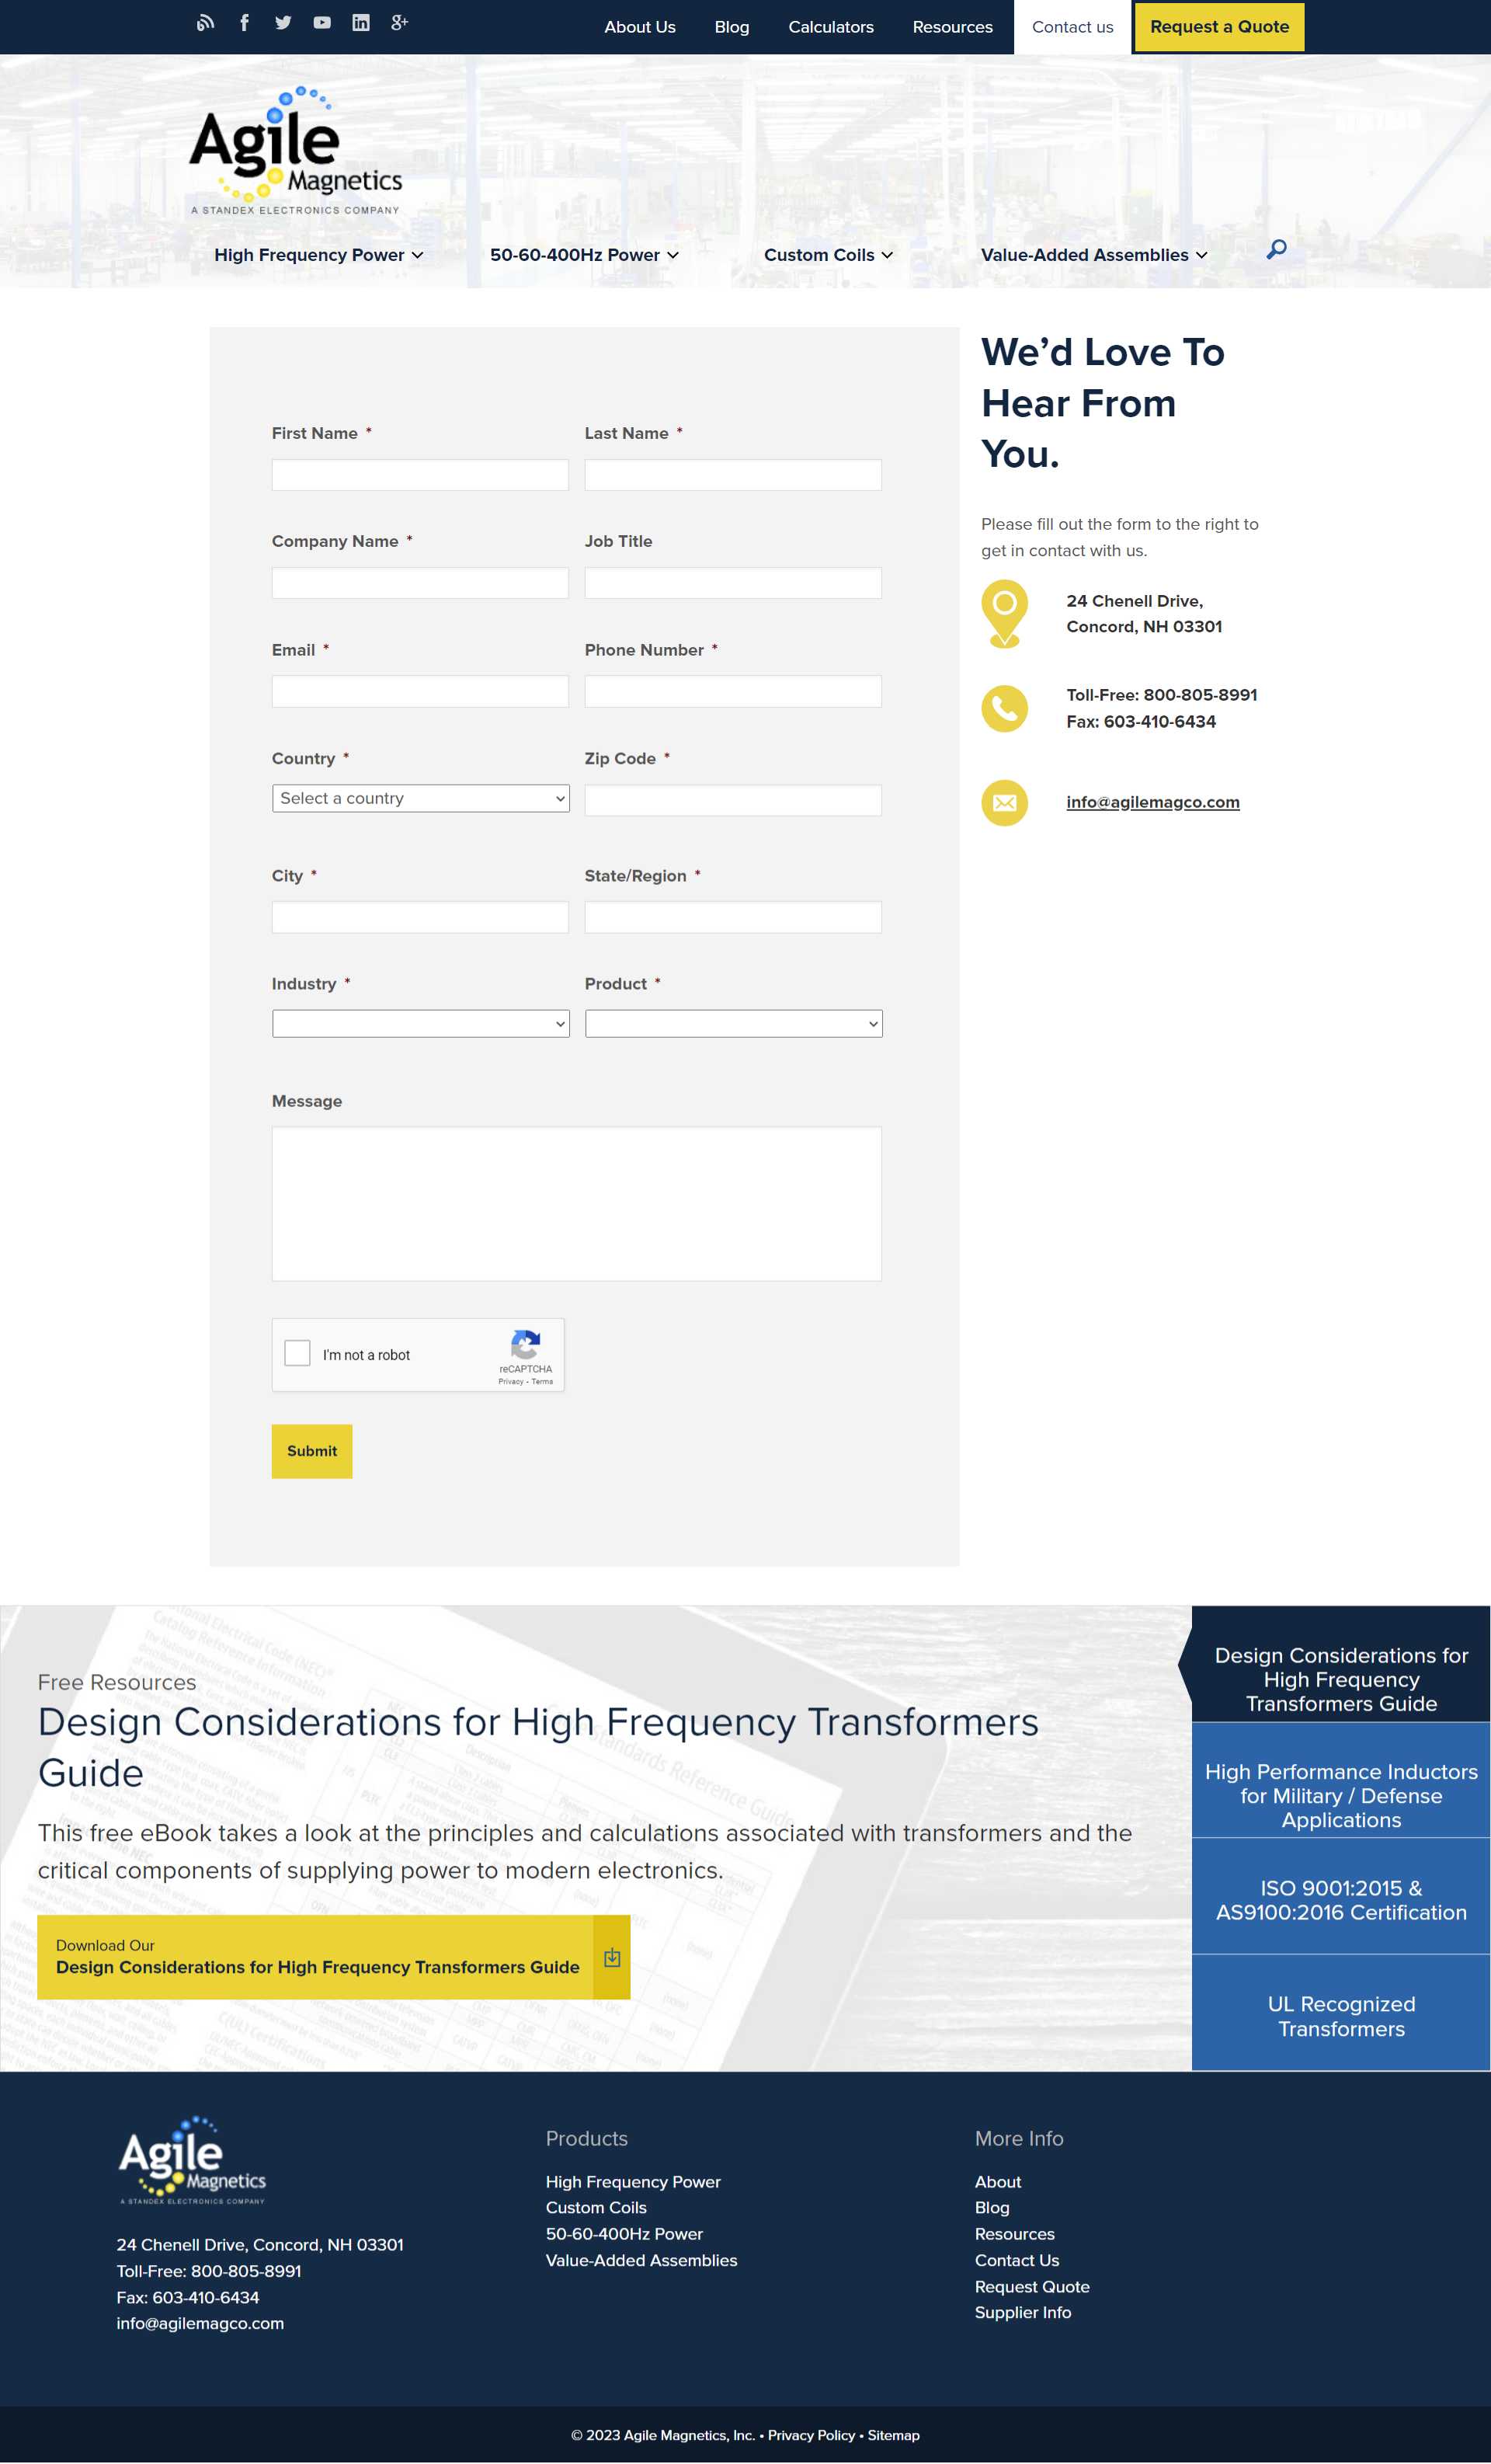 About Us
Blog
Calculators
Resources
Contact us
Request a Quote
Agile
Magnetics
A STANDEX ELECTRONICS COMPANY
High Frequency Power
50-60-400Hz Power
Custom Coils
Value-Added Assemblies
First Name *
Last Name *
Company Name *
Job Title
Email *
Phone Number *
Country *
Zip Code *
Select a country
City *
State/Region *
Industry *
Product *
Message
I'm not a robot
reCAPTCHA
Privacy - Terms
Submit
We’d Love To
Hear From
You.
Please fill out the form to the right to
get in contact with us.
24 Chenell Drive,
Concord, NH 03301
Toll-Free: 800-805-8991
Fax: 603-410-6434
info@agilemagco.com
Free Resources
Design Considerations for High Frequency Transformers
Guide
This free eBook takes a look at the principles and calculations associated with transformers and the
critical components of supplying power to modern electronics.
Download Our
Design Considerations for High Frequency Transformers Guide
Design Considerations for
High Frequency
Transformers Guide
High Performance Inductors
for Military / Defense
Applications
ISO 9001:2015 &
AS9100:2016 Certification
UL Recognized
Transformers
Agile
Magnetics
A STANDEX ELECTRONICS COMPANY
24 Chenell Drive, Concord, NH 03301
Toll-Free: 800-805-8991
Fax: 603-410-6434
info@agilemagco.com
Products
High Frequency Power
Custom Coils
50-60-400Hz Power
Value-Added Assemblies
More Info
About
Blog
Resources
Contact Us
Request Quote
Supplier Info
© 2023 Agile Magnetics, Inc. • Privacy Policy • Sitemap